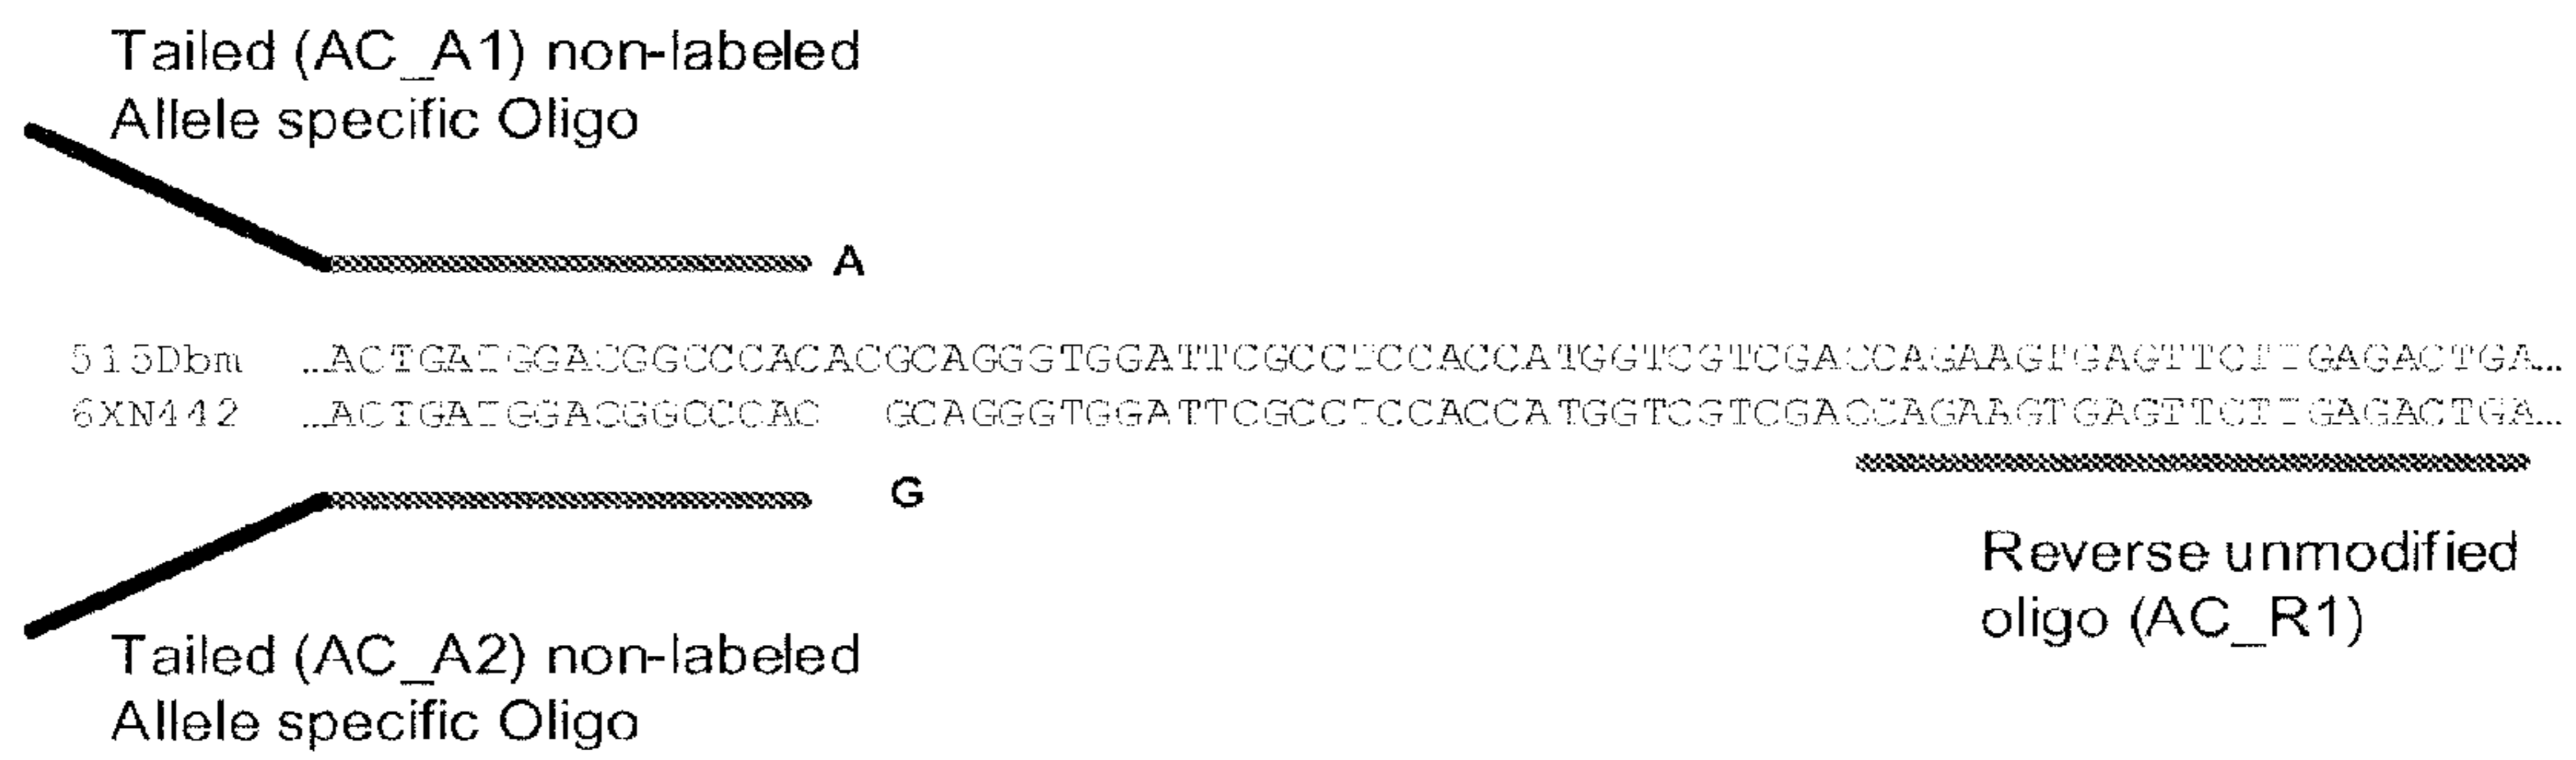 Tailed (AC_A1) non-labeled
Allele specific Oligo
A
515Dbm ...ACTGATGGACGGCCCACACGCAGGGTGGATTCGCCTCCACCATGGTCGTCGACCAGAAGTGAGTTCTTGAGACTGA...
6XN442 ...ACTGATGGACGGCCCAC GCAGGGTGGATTCGCCTCCACCATGGTCGTCGACCAGAAGTGAGTTCTTGAGACTGA...
G
Reverse unmodified
oligo (AC_R1)
Tailed (AC_A2) non-labeled
Allele specific Oligo